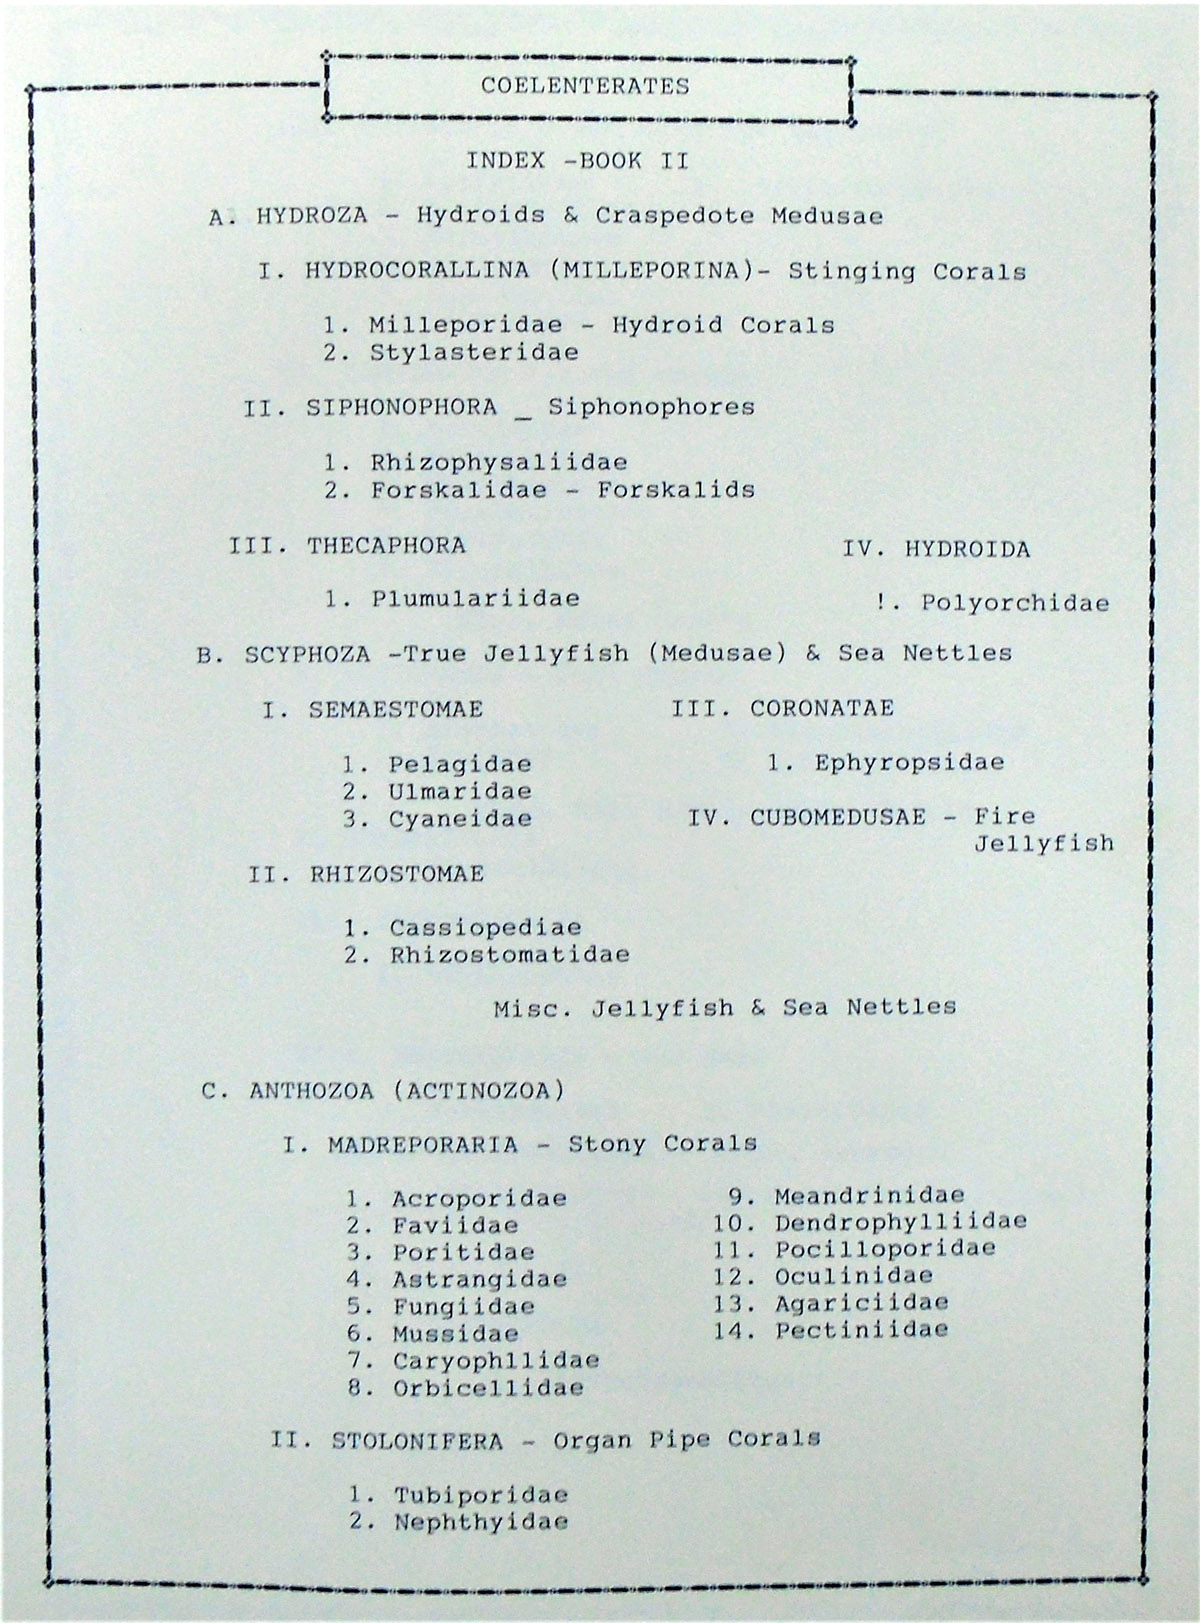 COELENTERATES
INDEX -BOOK II
A. HYDROZA - Hydroids & Craspedote Medusae
I. HYDROCORALLINA (MILLEPORINA)- Stinging Corals
1. Milleporidae - Hydroid Corals
2. Stylasteridae
II. SIPHONOPHORA _ Siphonophores
1. Rhizophysaliidae
2. Forskalidae - Forskalids
III. THECAPHORA
1. Plumulariidae
IV. HYDROIDA
!. Polyorchidae
B. SCYPHOZA -True Jellyfish (Medusae) & Sea Nettles
I. SEMAESTOMAE
1. Pelagidae
2. Ulmaridae
3. Cyaneidae
II. RHIZOSTOMAE
1. Cassiopediae
2. Rhizostomatidae
III. CORONATAE
1. Ephyropsidae
IV. CUBOMEDUSAE - Fire
Jellyfish
Misc. Jellyfish & Sea Nettles
C. ANTHOZOA (ACTINOZOA)
I. MADREPORARIA - Stony Corals
1. Acroporidae
2. Faviidae
3. Poritidae
4. Astrangidae
5. Fungiidae
6. Mussidae
7. Caryophllidae
8. Orbicellidae
9. Meandrinidae
10. Dendrophylliidae
11. Pocilloporidae
12. Oculinidae
13. Agariciidae
14. Pectiniidae
II. STOLONIFERA - Organ Pipe Corals
1. Tubiporidae
2. Nephthyidae